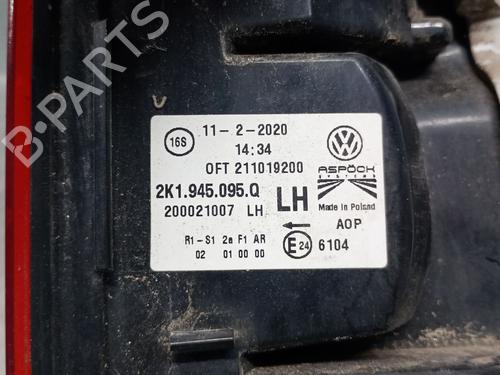 16S
11-2-2020
14:34
OFT 211019200
2K1.945.095.Q
200021007 LH
LH
R1-S1 2a F1 AR
02 01 00 00
ASPÖCK
SYSTEMS
Made in Poland
AOP
E 24
6104
B-PARTS